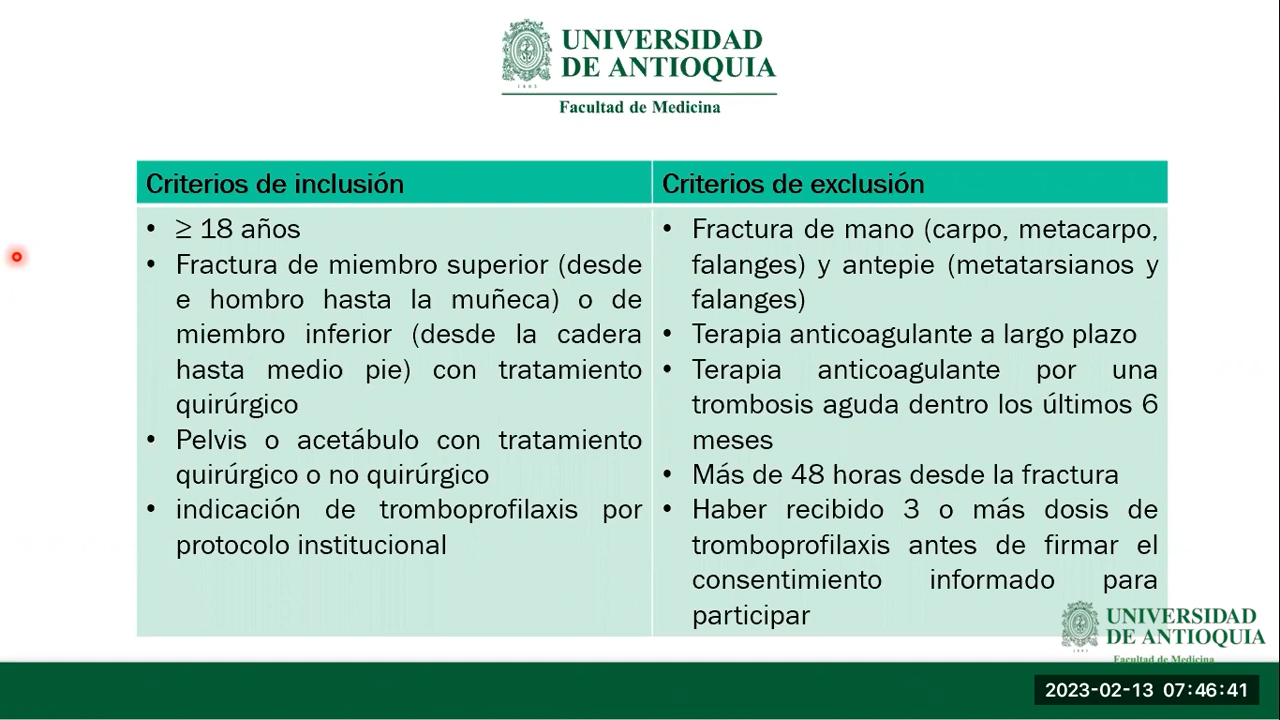 UNIVERSIDAD
DE ANTIOQUIA
1803
Facultad de Medicina
Criterios de inclusión
• ≥ 18 años
• Fractura de miembro superior (desde
e hombro hasta la muñeca) o de
miembro inferior (desde la cadera
hasta medio pie) con tratamiento
quirúrgico
• Pelvis o acetábulo con tratamiento
quirúrgico o no quirúrgico
• indicación de tromboprofilaxis por
protocolo institucional
Criterios de exclusión
• Fractura de mano (carpo, metacarpo,
falanges) y antepie (metatarsianos y
falanges)
• Terapia anticoagulante a largo plazo
• Terapia anticoagulante por una
trombosis aguda dentro los últimos 6
meses
• Más de 48 horas desde la fractura
• Haber recibido 3 o más dosis de
tromboprofilaxis antes de firmar el
consentimiento informado para
participar
UNIVERSIDAD
DE ANTIOQUIA
1803
Facultad de Medicina
2023-02-13 07:46:41